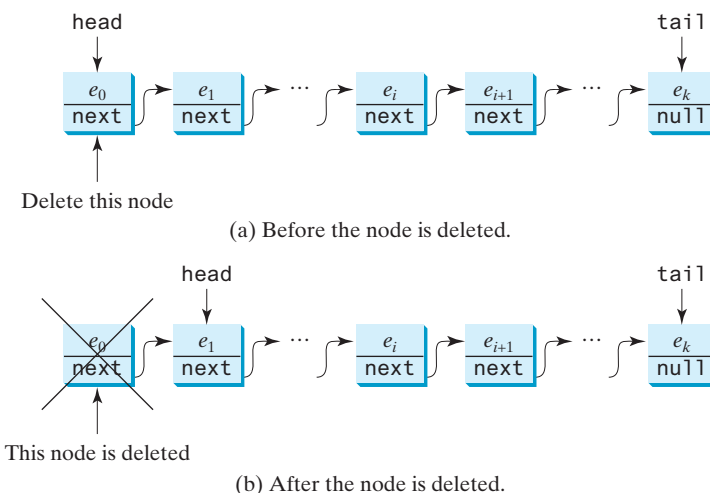 head tail
e0 e1 ... ei ei+1 ... ek
next next next next null
Delete this node
(a) Before the node is deleted.
head tail
e0 e1 ... ei ei+1 ... ek
next next next next null
This node is deleted
(b) After the node is deleted.